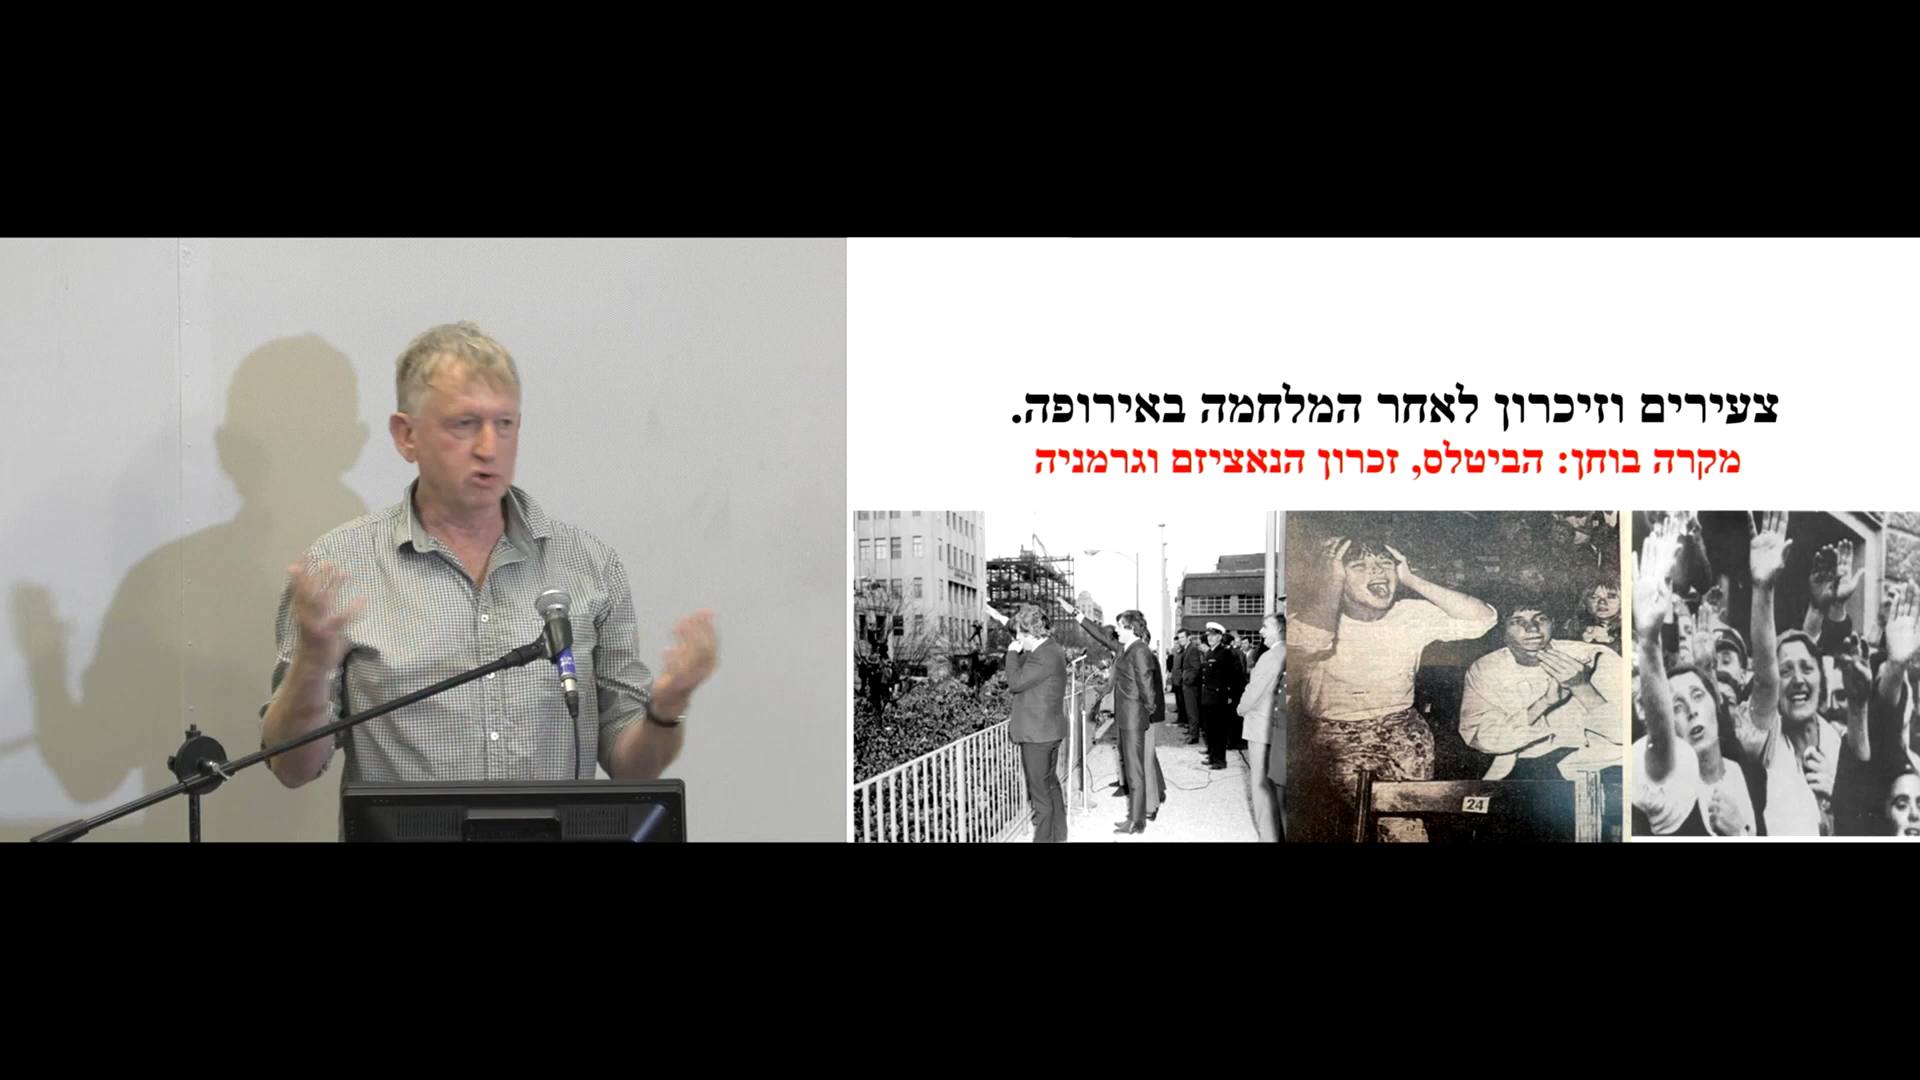 צעירים וזיכרון לאחר המלחמה באירופה.
מקרה בוחן: הביטלס, זכרון הנאציזם וגרמניה
24